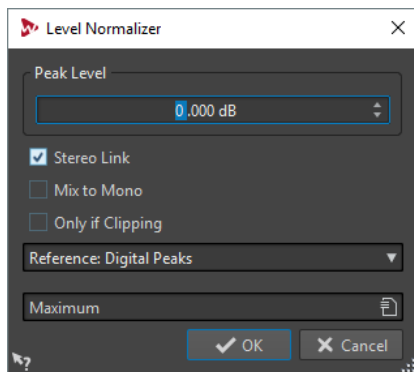 Level Normalizer
Peak Level
0.000 dB
Stereo Link
Mix to Mono
Only if Clipping
Reference: Digital Peaks
Maximum
OK
Cancel
?